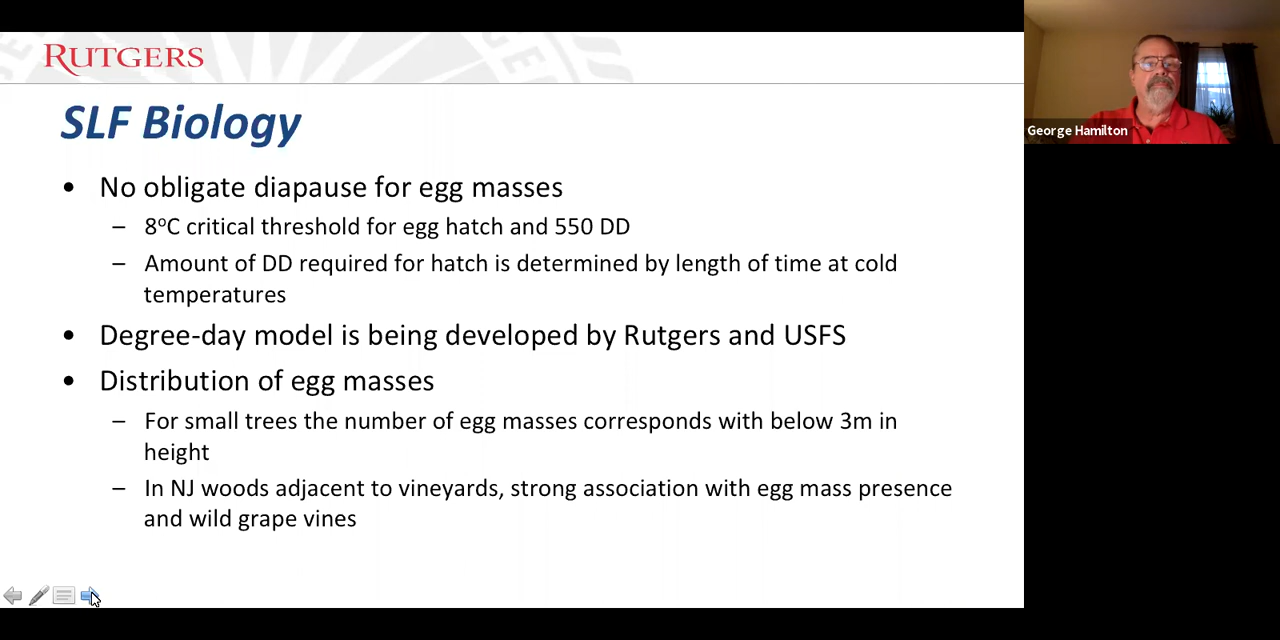 RUTGERS
SLF Biology
• No obligate diapause for egg masses
– 8°C critical threshold for egg hatch and 550 DD
– Amount of DD required for hatch is determined by length of time at cold
temperatures
• Degree-day model is being developed by Rutgers and USFS
• Distribution of egg masses
– For small trees the number of egg masses corresponds with below 3m in
height
– In NJ woods adjacent to vineyards, strong association with egg mass presence
and wild grape vines
George Hamilton